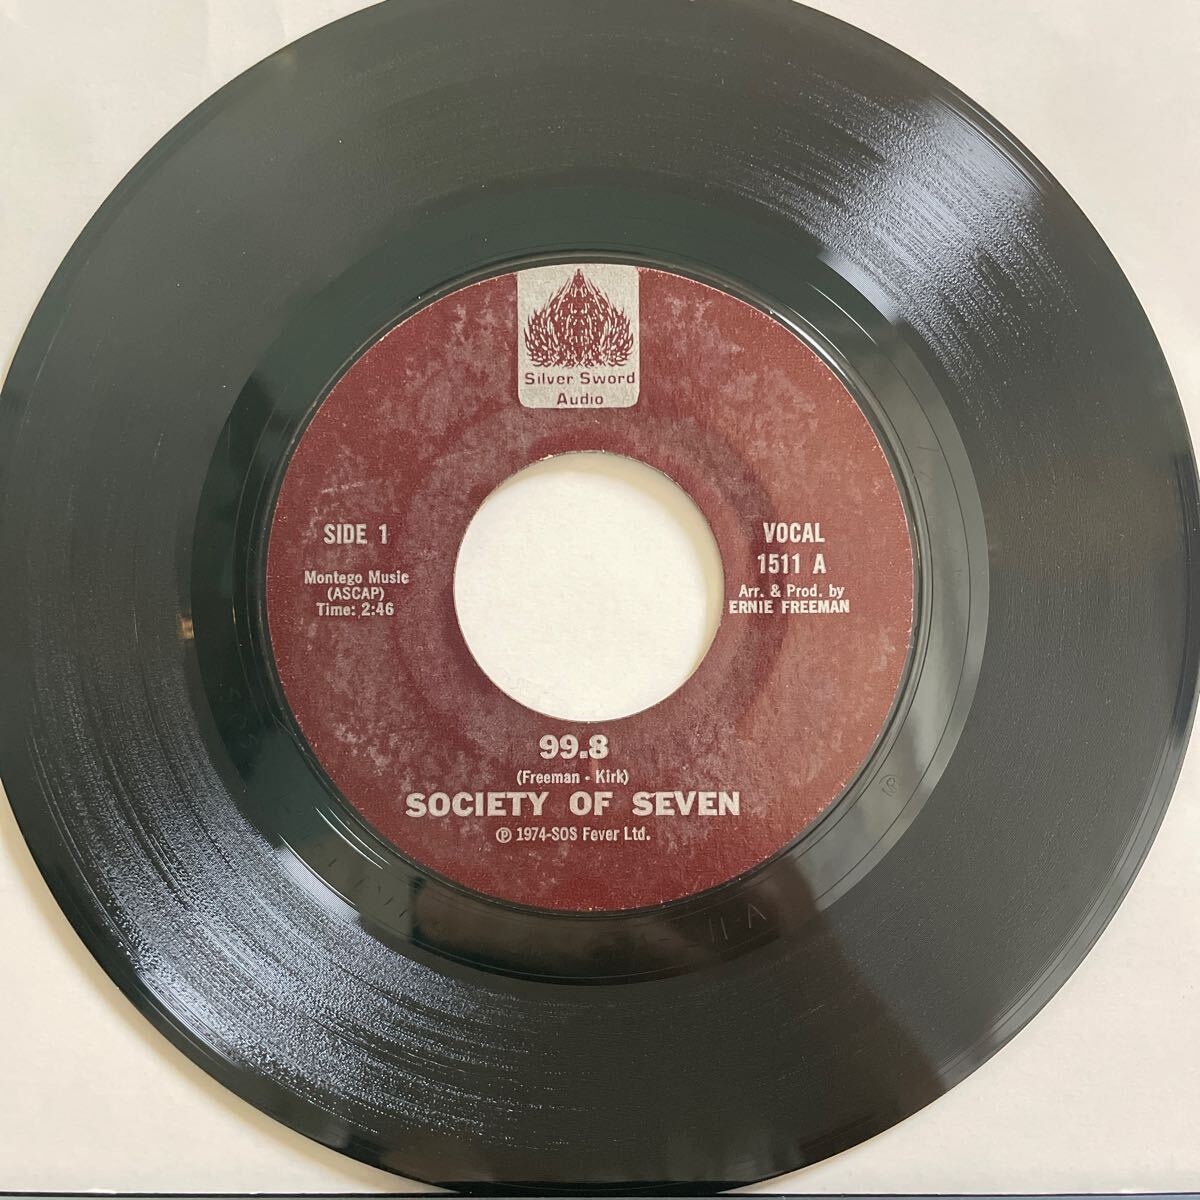 Silver Sword
Audio
SIDE 1
Montego Music
(ASCAP)
Time: 2:46
VOCAL
1511 A
Arr. & Prod. by
ERNIE FREEMAN
99.8
(Freeman - Kirk)
SOCIETY OF SEVEN
℗ 1974-SOS Fever Ltd.
11-A